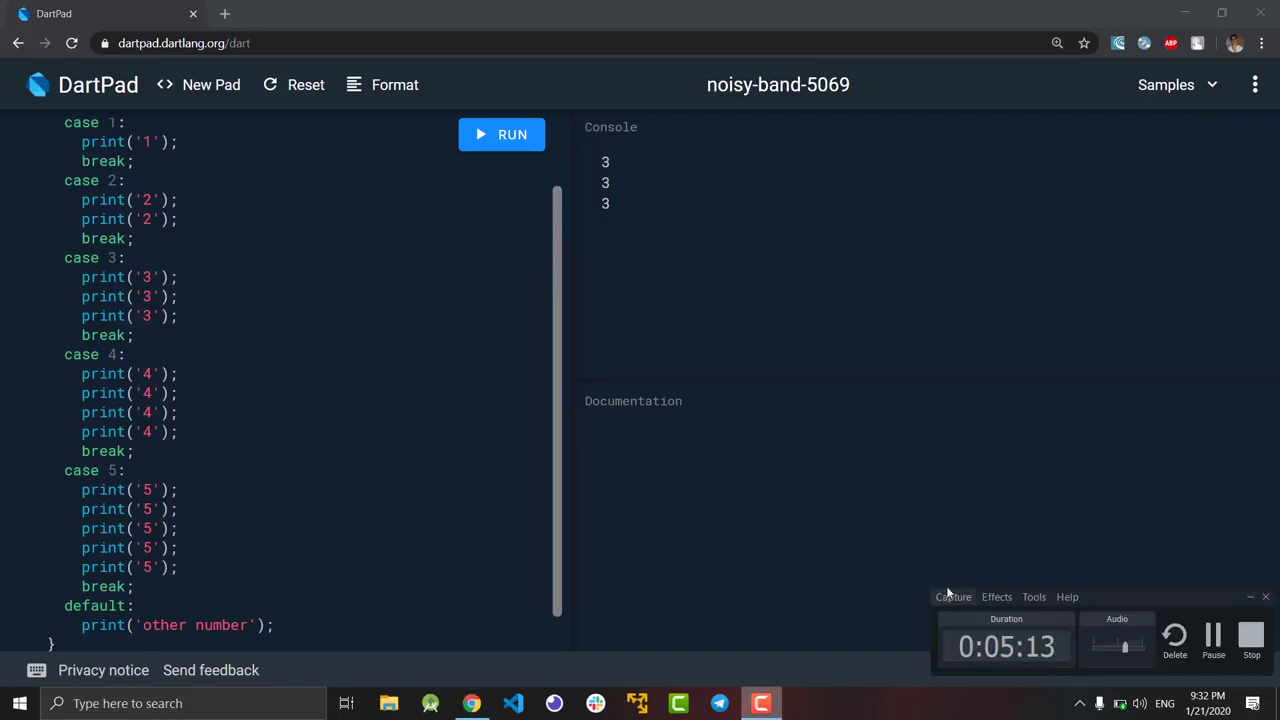 DartPad
dartpad.dartlang.org/dart
ABP
DartPad
<> New Pad
Reset
Format
noisy-band-5069
Samples
case 1:
print('1');
break;
case 2:
print('2');
print('2');
break;
case 3:
print('3');
print('3');
print('3');
break;
case 4:
print('4');
print('4');
print('4');
print('4');
break;
case 5:
print('5');
print('5');
print('5');
print('5');
print('5');
break;
default:
print('other number');
}
RUN
Console
3
3
3
Documentation
Capture Effects Tools Help
Duration
0:05:13
Audio
Delete
Pause
Stop
Privacy notice
Send feedback
Type here to search
ENG
9:32 PM
1/21/2020